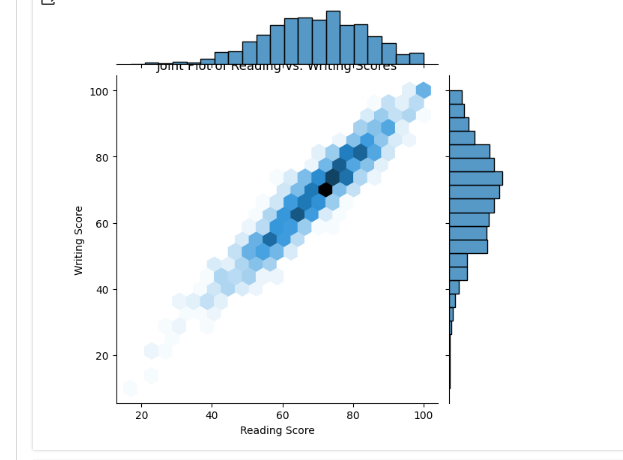 Joint Plot of Reading vs. Writing Scores
100
80
60
40
20
Writing Score
20 40 60 80 100
Reading Score